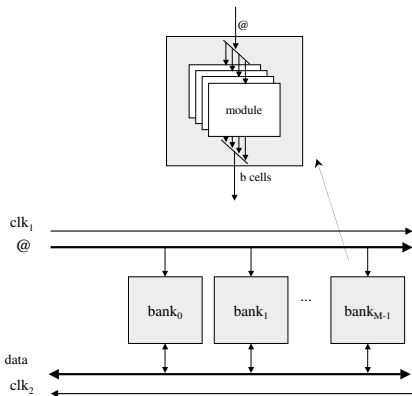 @
module
b cells
clk1
@
bank0 bank1 ... bankM-1
data
clk2